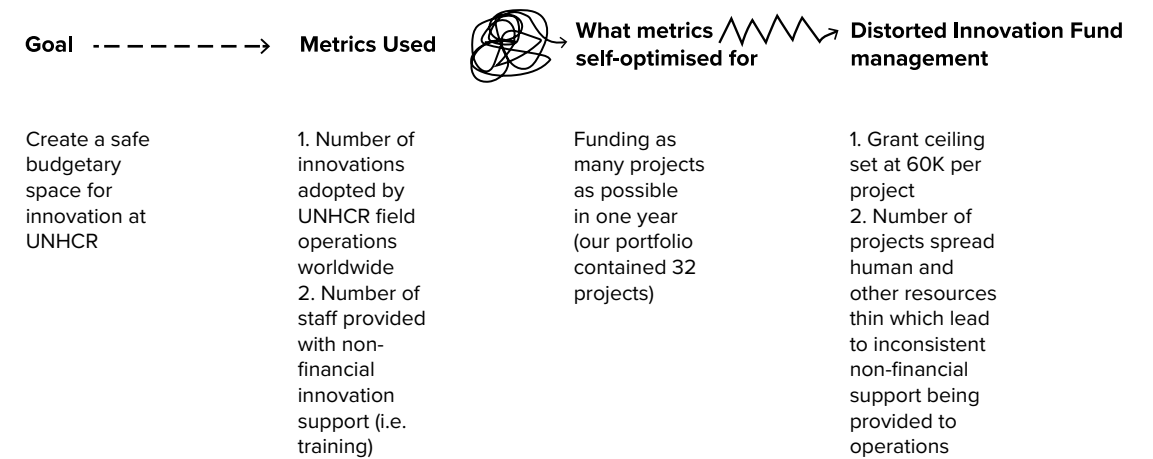 Goal
Metrics Used
What metrics
self-optimised for
Distorted Innovation Fund
management
Create a safe
budgetary
space for
innovation at
UNHCR
1. Number of
innovations
adopted by
UNHCR field
operations
worldwide
2. Number of
staff provided
with non-
financial
innovation
support (i.e.
training)
Funding as
many projects
as possible
in one year
(our portfolio
contained 32
projects)
1. Grant ceiling
set at 60K per
project
2. Number of
projects spread
human and
other resources
thin which lead
to inconsistent
non-financial
support being
provided to
operations